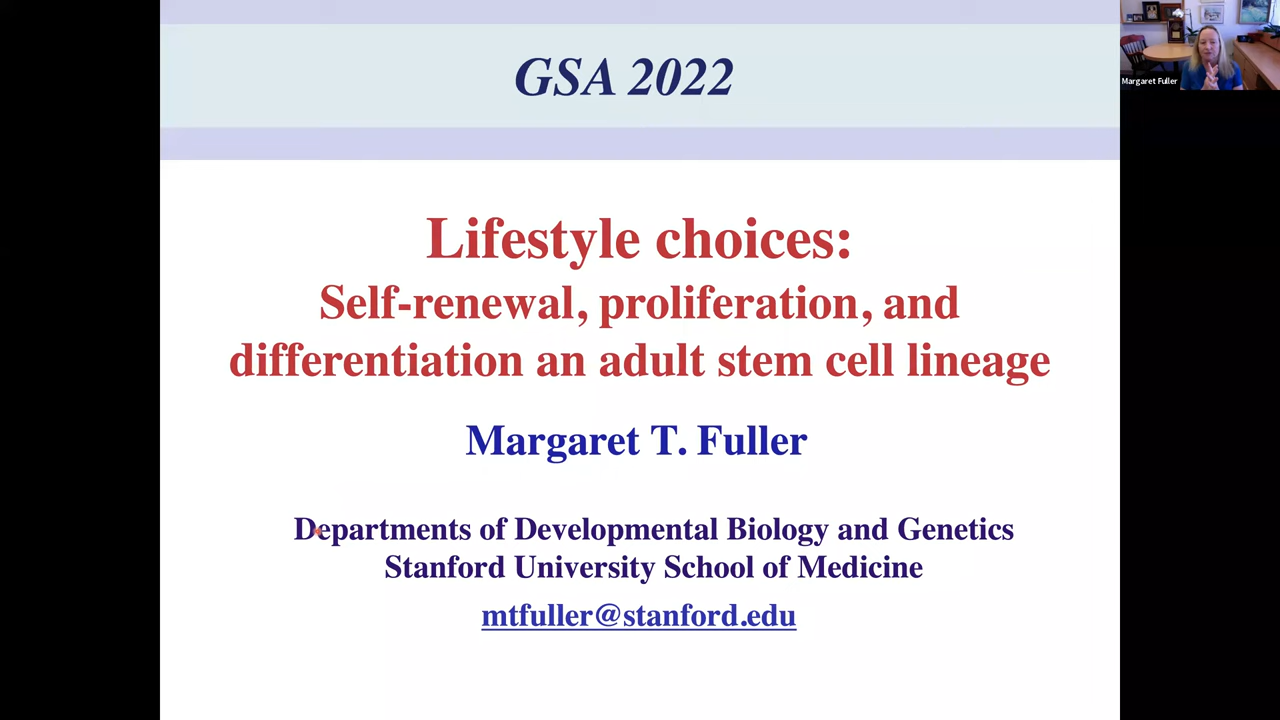 GSA 2022
Margaret Fuller
Lifestyle choices:
Self-renewal, proliferation, and
differentiation an adult stem cell lineage
Margaret T. Fuller
Departments of Developmental Biology and Genetics
Stanford University School of Medicine
mtfuller@stanford.edu